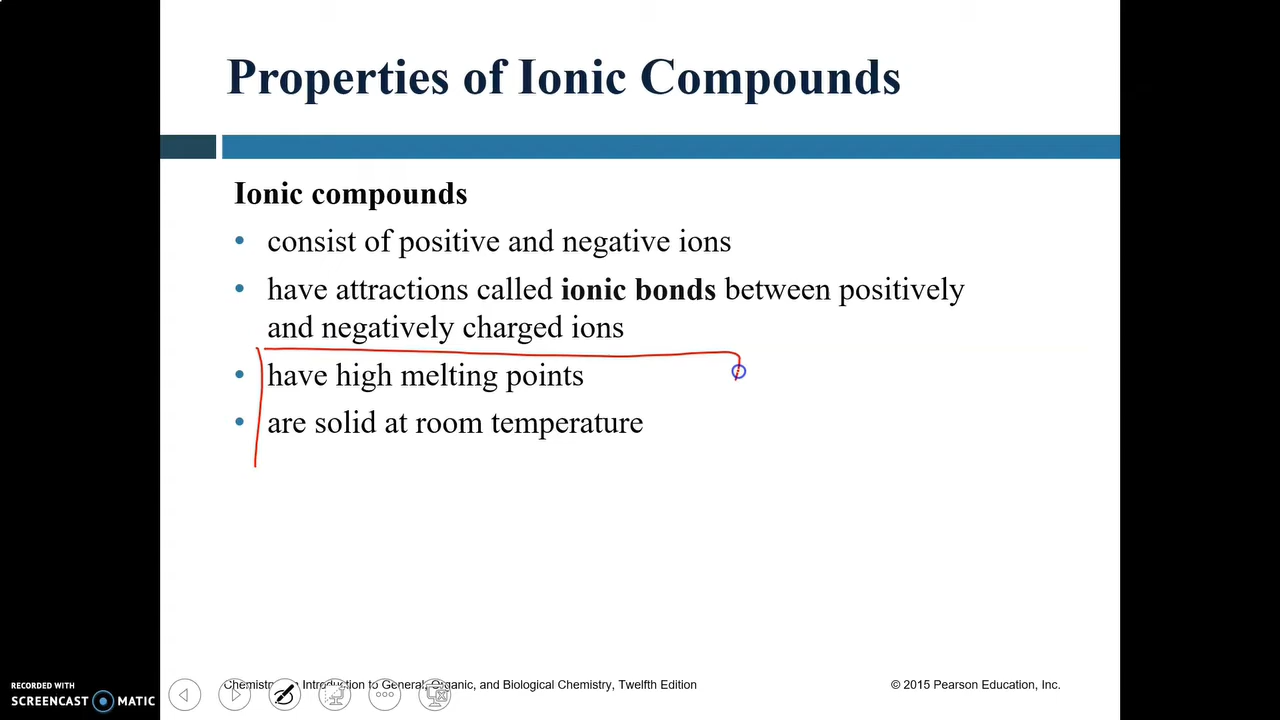 Properties of Ionic Compounds
Ionic compounds
• consist of positive and negative ions
• have attractions called ionic bonds between positively
and negatively charged ions
• have high melting points
• are solid at room temperature
RECORDED WITH
SCREENCAST MATIC
Introduction to General, Organic, and Biological Chemistry, Twelfth Edition
© 2015 Pearson Education, Inc.